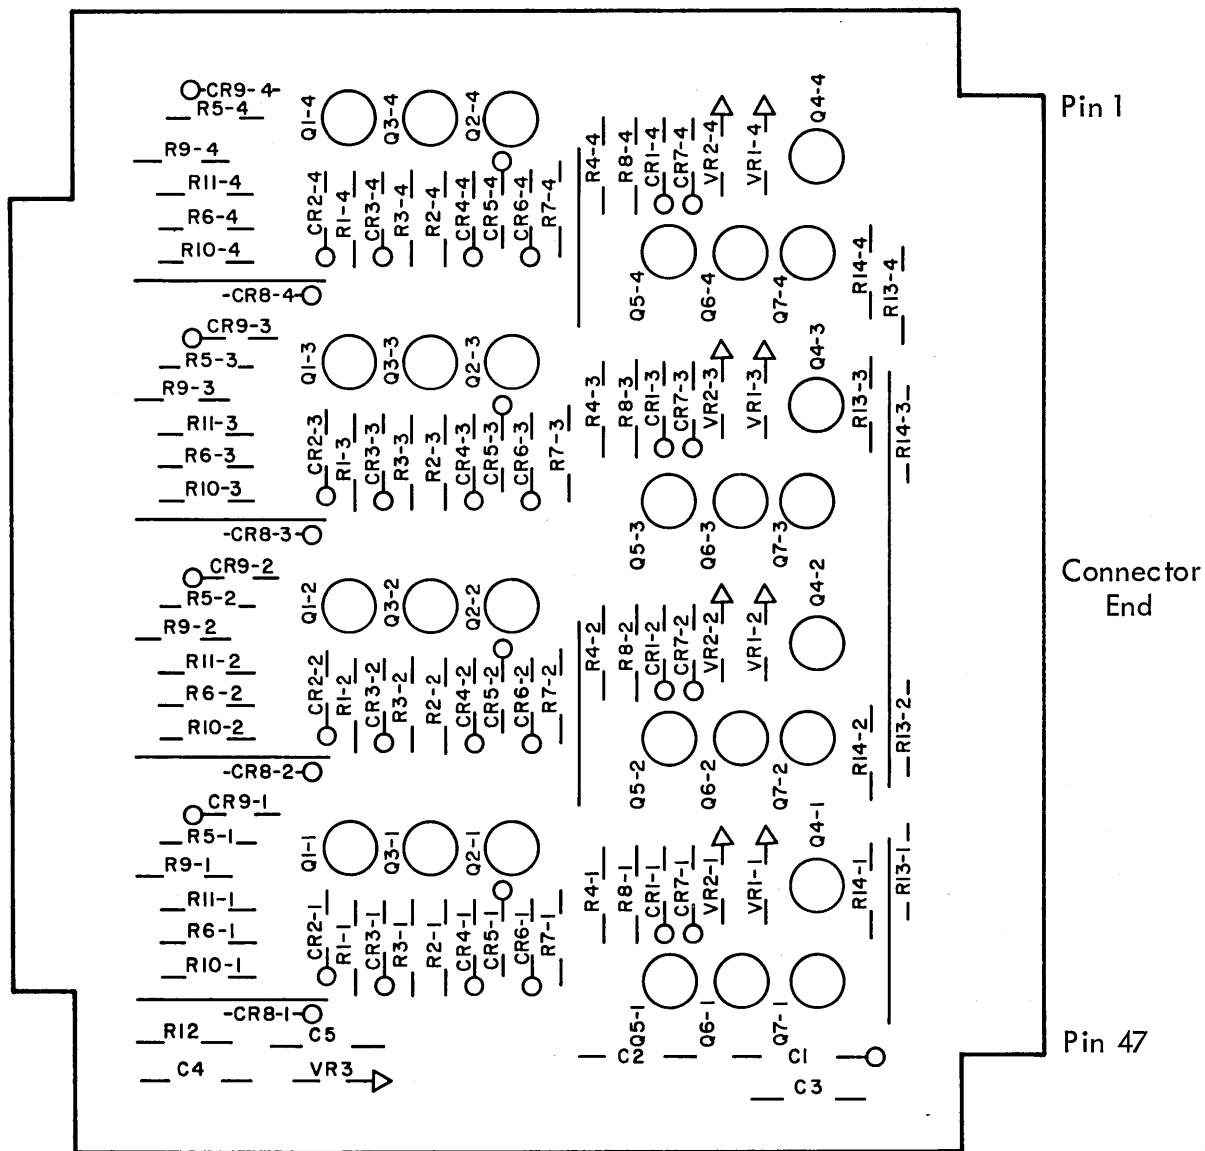 CR9-4
R5-4
R9-4
R11-4
R6-4
R10-4
CR8-4
Q1-4
Q3-4
Q2-4
CR2-4
R1-4
CR3-4
R3-4
R2-4
CR4-4
CR5-4
CR6-4
R7-4
R4-4
R8-4
CR1-4
CR7-4
VR2-4
VR1-4
Q4-4
Q5-4
Q6-4
Q7-4
R14-4
R13-4
Pin 1
CR9-3
R5-3
R9-3
R11-3
R6-3
R10-3
CR8-3
Q1-3
Q3-3
Q2-3
CR2-3
R1-3
CR3-3
R3-3
R2-3
CR4-3
CR5-3
CR6-3
R7-3
R4-3
R8-3
CR1-3
CR7-3
VR2-3
VR1-3
Q4-3
R13-3
R14-3
Q5-3
Q6-3
Q7-3
Connector
End
CR9-2
R5-2
R9-2
R11-2
R6-2
R10-2
CR8-2
Q1-2
Q3-2
Q2-2
CR2-2
R1-2
CR3-2
R3-2
R2-2
CR4-2
CR5-2
CR6-2
R7-2
R4-2
R8-2
CR1-2
CR7-2
VR2-2
VR1-2
Q4-2
Q5-2
Q6-2
Q7-2
R14-2
R13-2
CR9-1
R5-1
R9-1
R11-1
R6-1
R10-1
CR8-1
Q1-1
Q3-1
Q2-1
CR2-1
R1-1
CR3-1
R3-1
R2-1
CR4-1
CR5-1
CR6-1
R7-1
R4-1
R8-1
CR1-1
CR7-1
VR2-1
VR1-1
Q4-1
R14-1
R13-1
Q5-1
Q6-1
Q7-1
R12
C5
C4
VR3
C2
C1
C3
Pin 47